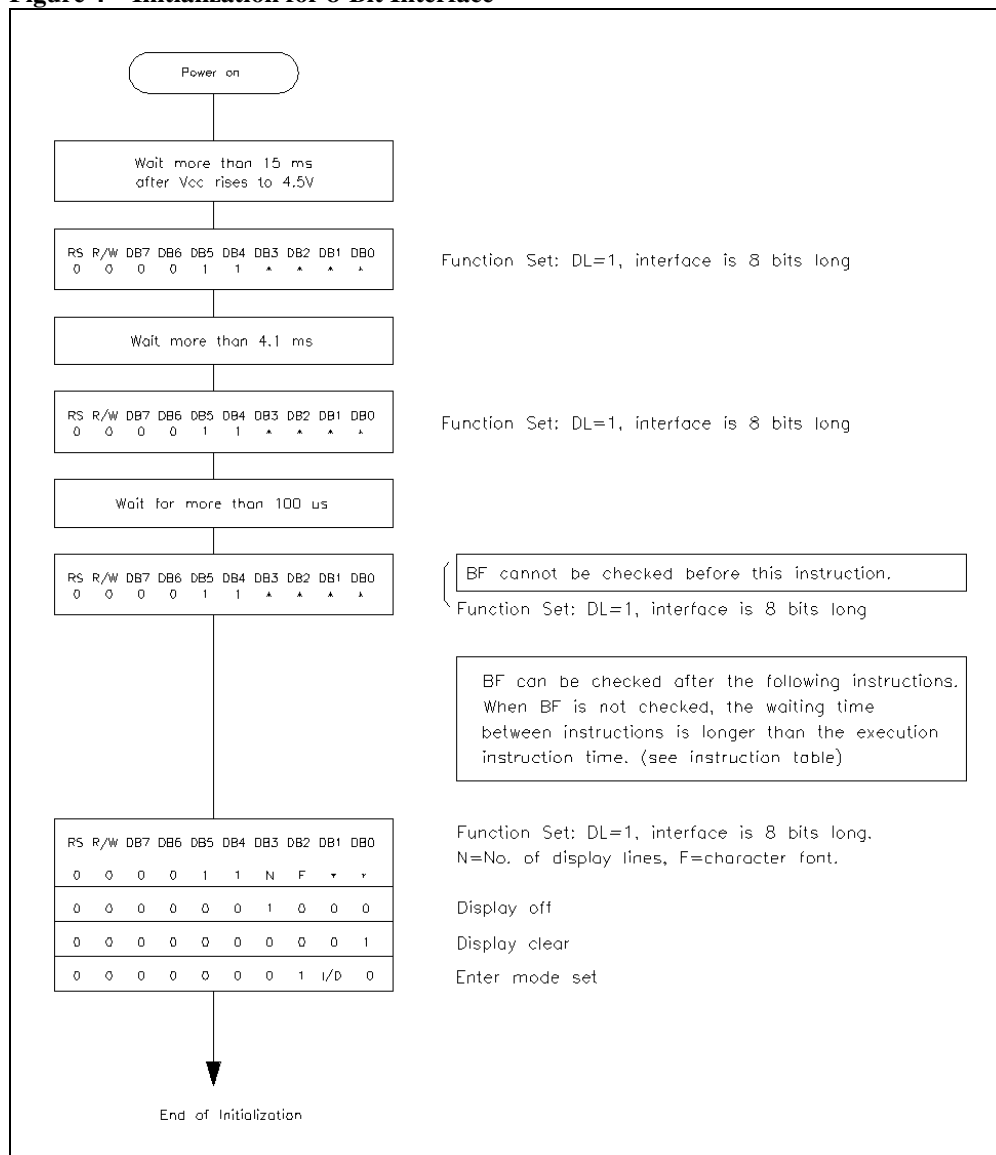 Power on
Wait more than 15 ms
after Vcc rises to 4.5V
RS R/W DB7 DB6 DB5 DB4 DB3 DB2 DB1 DB0
0 0 0 0 1 1 * * * *
Function Set: DL=1, interface is 8 bits long
Wait more than 4.1 ms
RS R/W DB7 DB6 DB5 DB4 DB3 DB2 DB1 DB0
0 0 0 0 1 1 * * * *
Function Set: DL=1, interface is 8 bits long
Wait for more than 100 us
RS R/W DB7 DB6 DB5 DB4 DB3 DB2 DB1 DB0
0 0 0 0 1 1 * * * *
BF cannot be checked before this instruction.
Function Set: DL=1, interface is 8 bits long
BF can be checked after the following instructions.
When BF is not checked, the waiting time
between instructions is longer than the execution
instruction time. (see instruction table)
RS R/W DB7 DB6 DB5 DB4 DB3 DB2 DB1 DB0
0 0 0 0 1 1 N F * *
Function Set: DL=1, interface is 8 bits long.
N=No. of display lines, F=character font.
0 0 0 0 0 0 1 0 0 0
Display off
0 0 0 0 0 0 0 0 0 1
Display clear
0 0 0 0 0 0 0 1 I/D 0
Enter mode set
End of Initialization